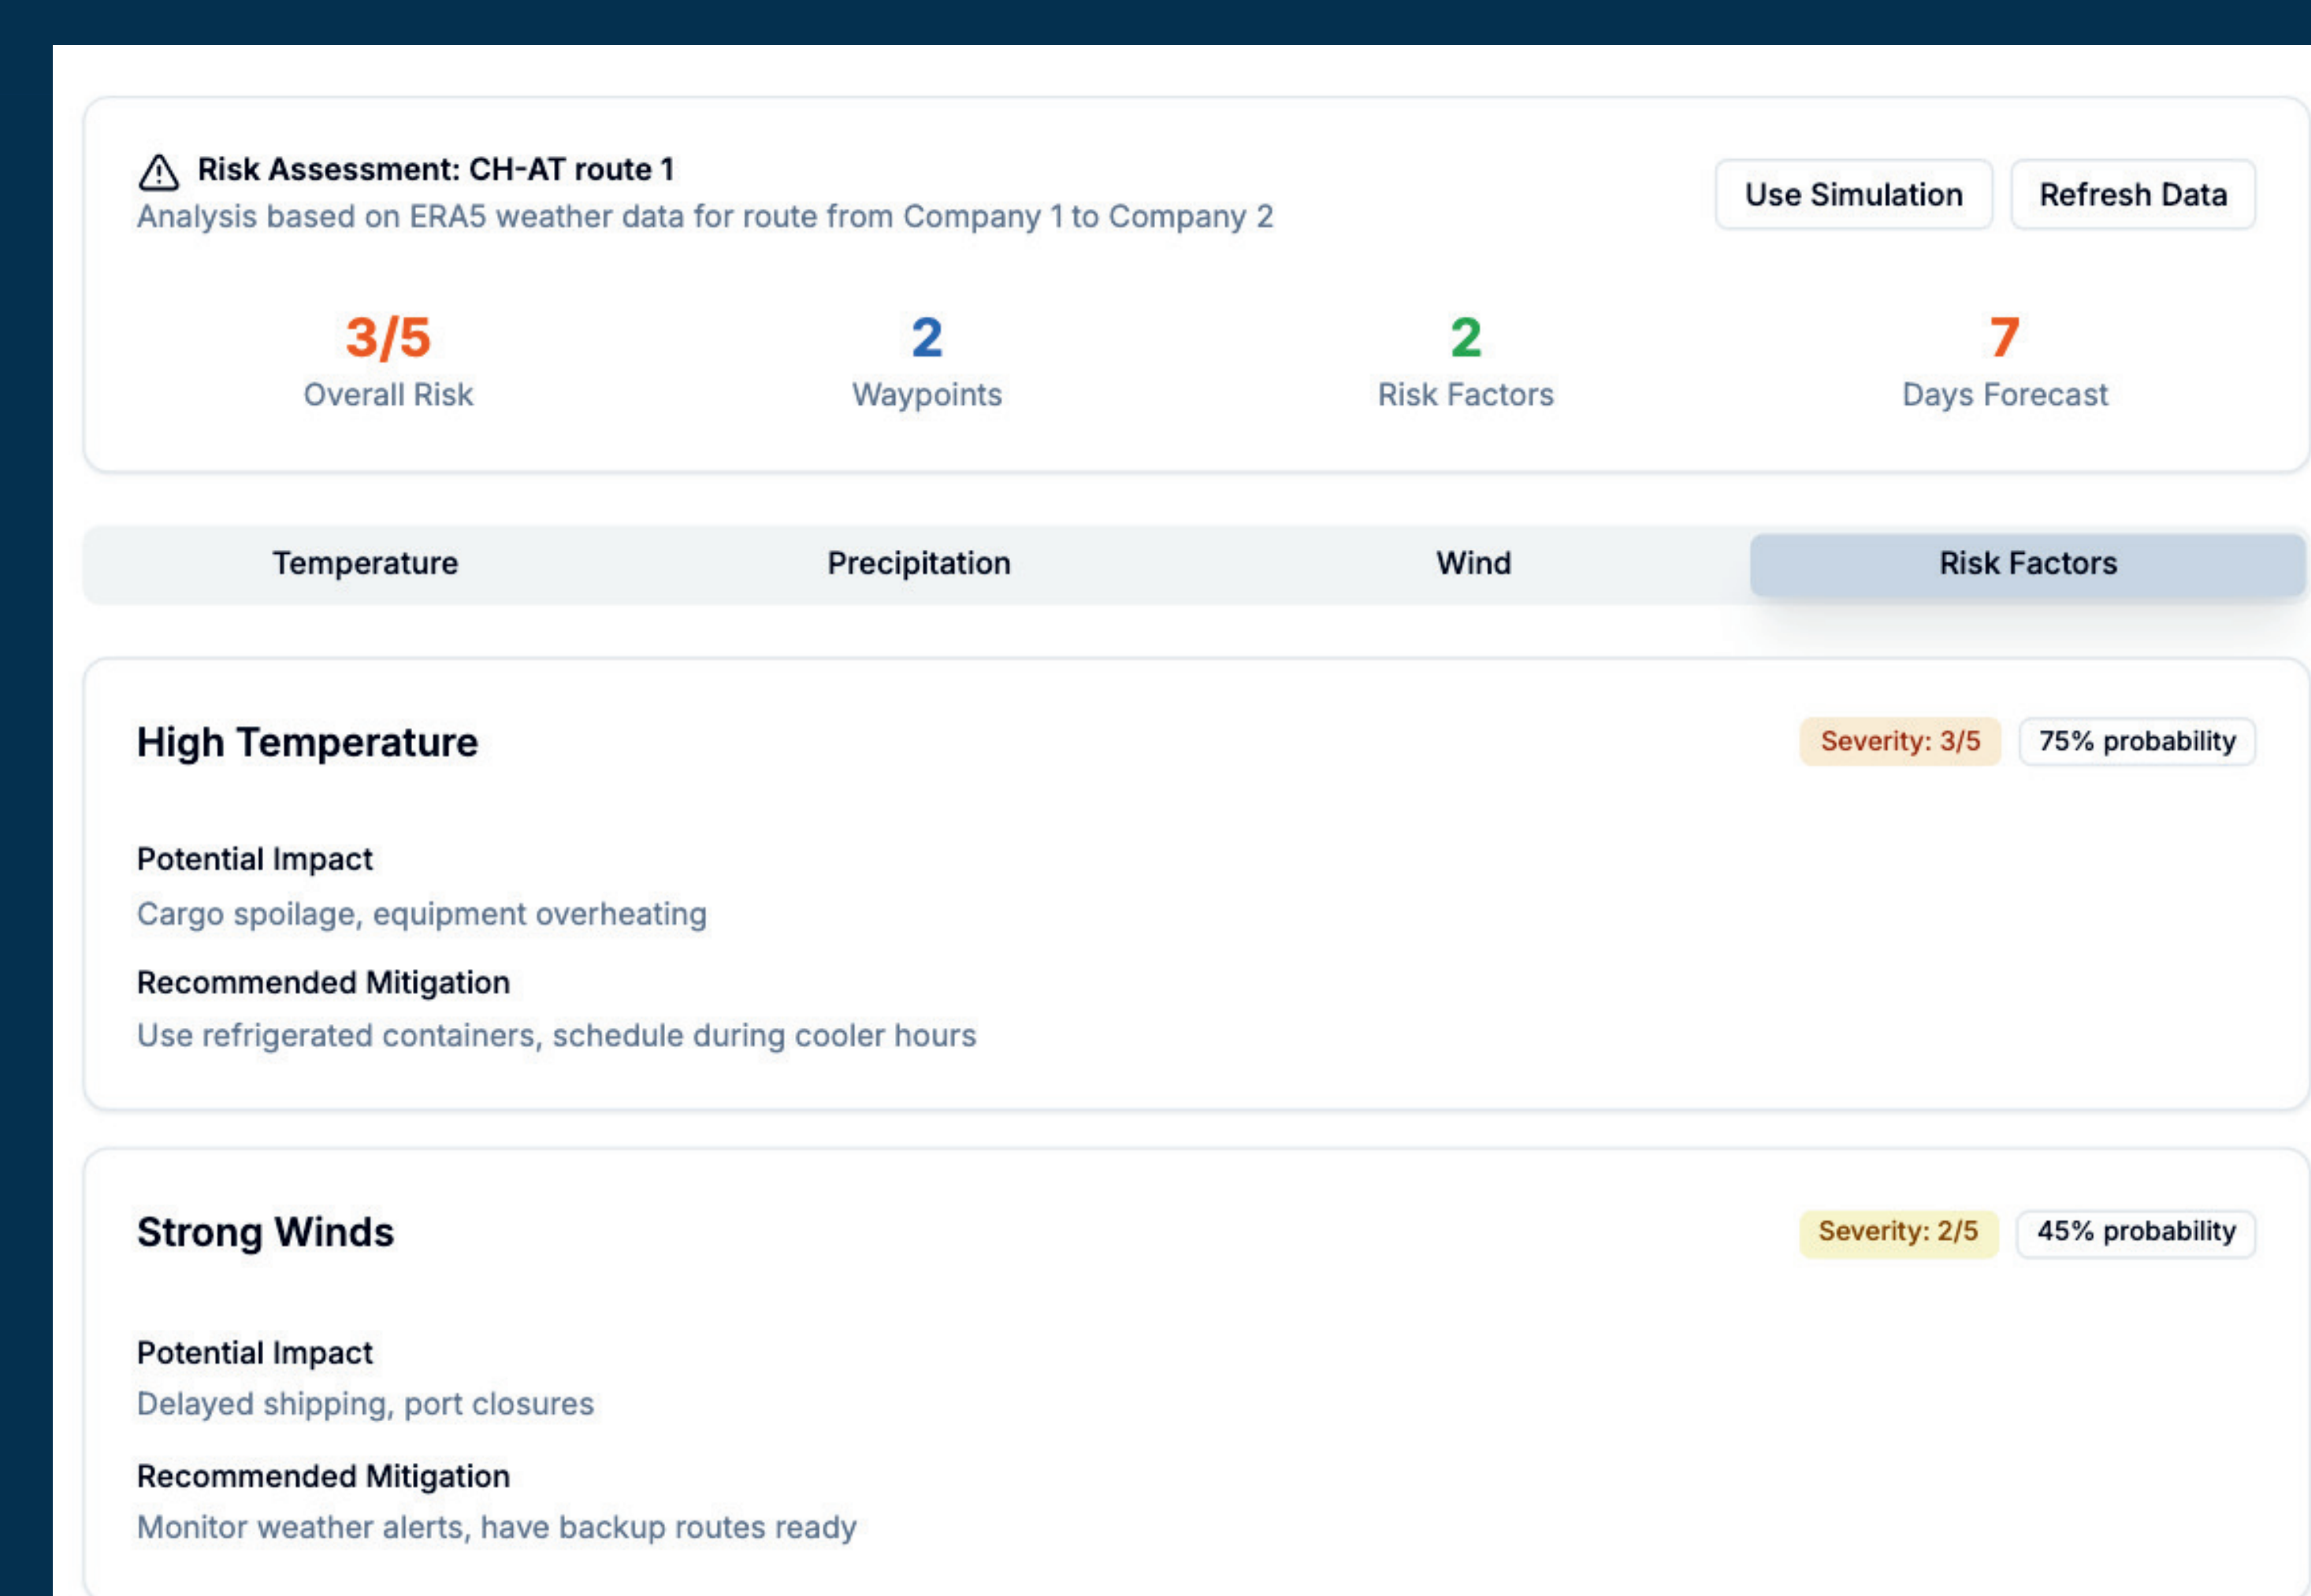 Risk Assessment: CH-AT route 1
Analysis based on ERA5 weather data for route from Company 1 to Company 2
Use Simulation
Refresh Data
3/5
Overall Risk
2
Waypoints
2
Risk Factors
7
Days Forecast
Temperature
Precipitation
Wind
Risk Factors
High Temperature
Severity: 3/5
75% probability
Potential Impact
Cargo spoilage, equipment overheating
Recommended Mitigation
Use refrigerated containers, schedule during cooler hours
Strong Winds
Severity: 2/5
45% probability
Potential Impact
Delayed shipping, port closures
Recommended Mitigation
Monitor weather alerts, have backup routes ready